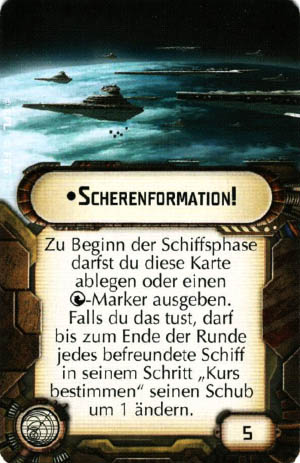 •Scherenformation!
Zu Beginn der Schiffsphase
darfst du diese Karte
ablegen oder einen
-Marker ausgeben.
Falls du das tust, darf
bis zum Ende der Runde
jedes befreundete Schiff
in seinem Schritt „Kurs
bestimmen“ seinen Schub
um 1 ändern.
5